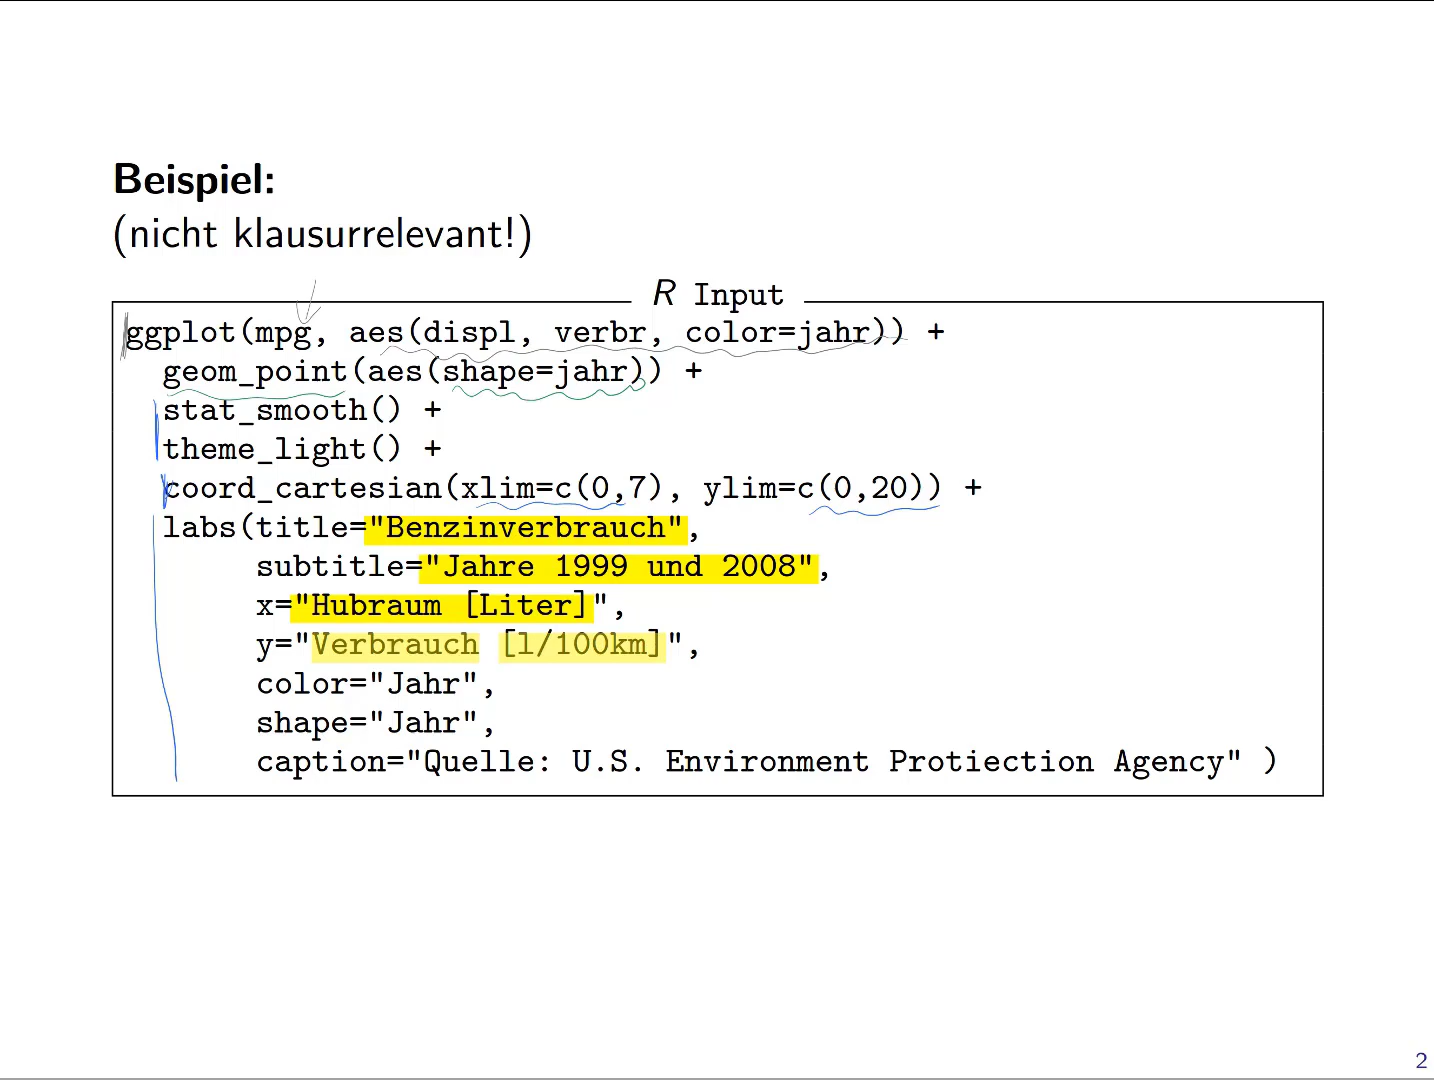 Beispiel:
(nicht klausurrelevant!)
R Input
ggplot(mpg, aes(displ, verbr, color=jahr)) +
geom_point(aes(shape=jahr)) +
stat_smooth() +
theme_light() +
coord_cartesian(xlim=c(0,7), ylim=c(0,20)) +
labs(title="Benzinverbrauch",
subtitle="Jahre 1999 und 2008",
x="Hubraum [Liter]",
y="Verbrauch [l/100km]",
color="Jahr",
shape="Jahr",
caption="Quelle: U.S. Environment Protiection Agency" )
2